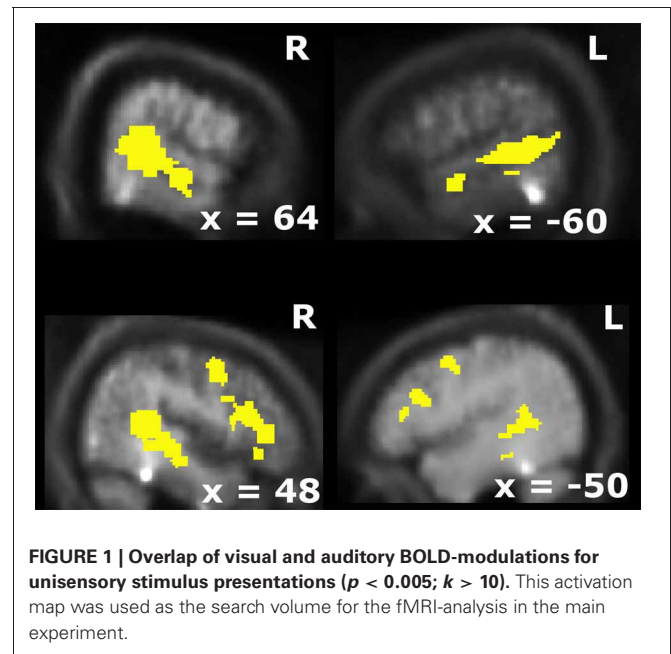 R
L
x = 64
x = -60
R
L
x = 48
x = -50
FIGURE 1 | Overlap of visual and auditory BOLD-modulations for
unisensory stimulus presentations (p < 0.005; k > 10). This activation
map was used as the search volume for the fMRI-analysis in the main
experiment.